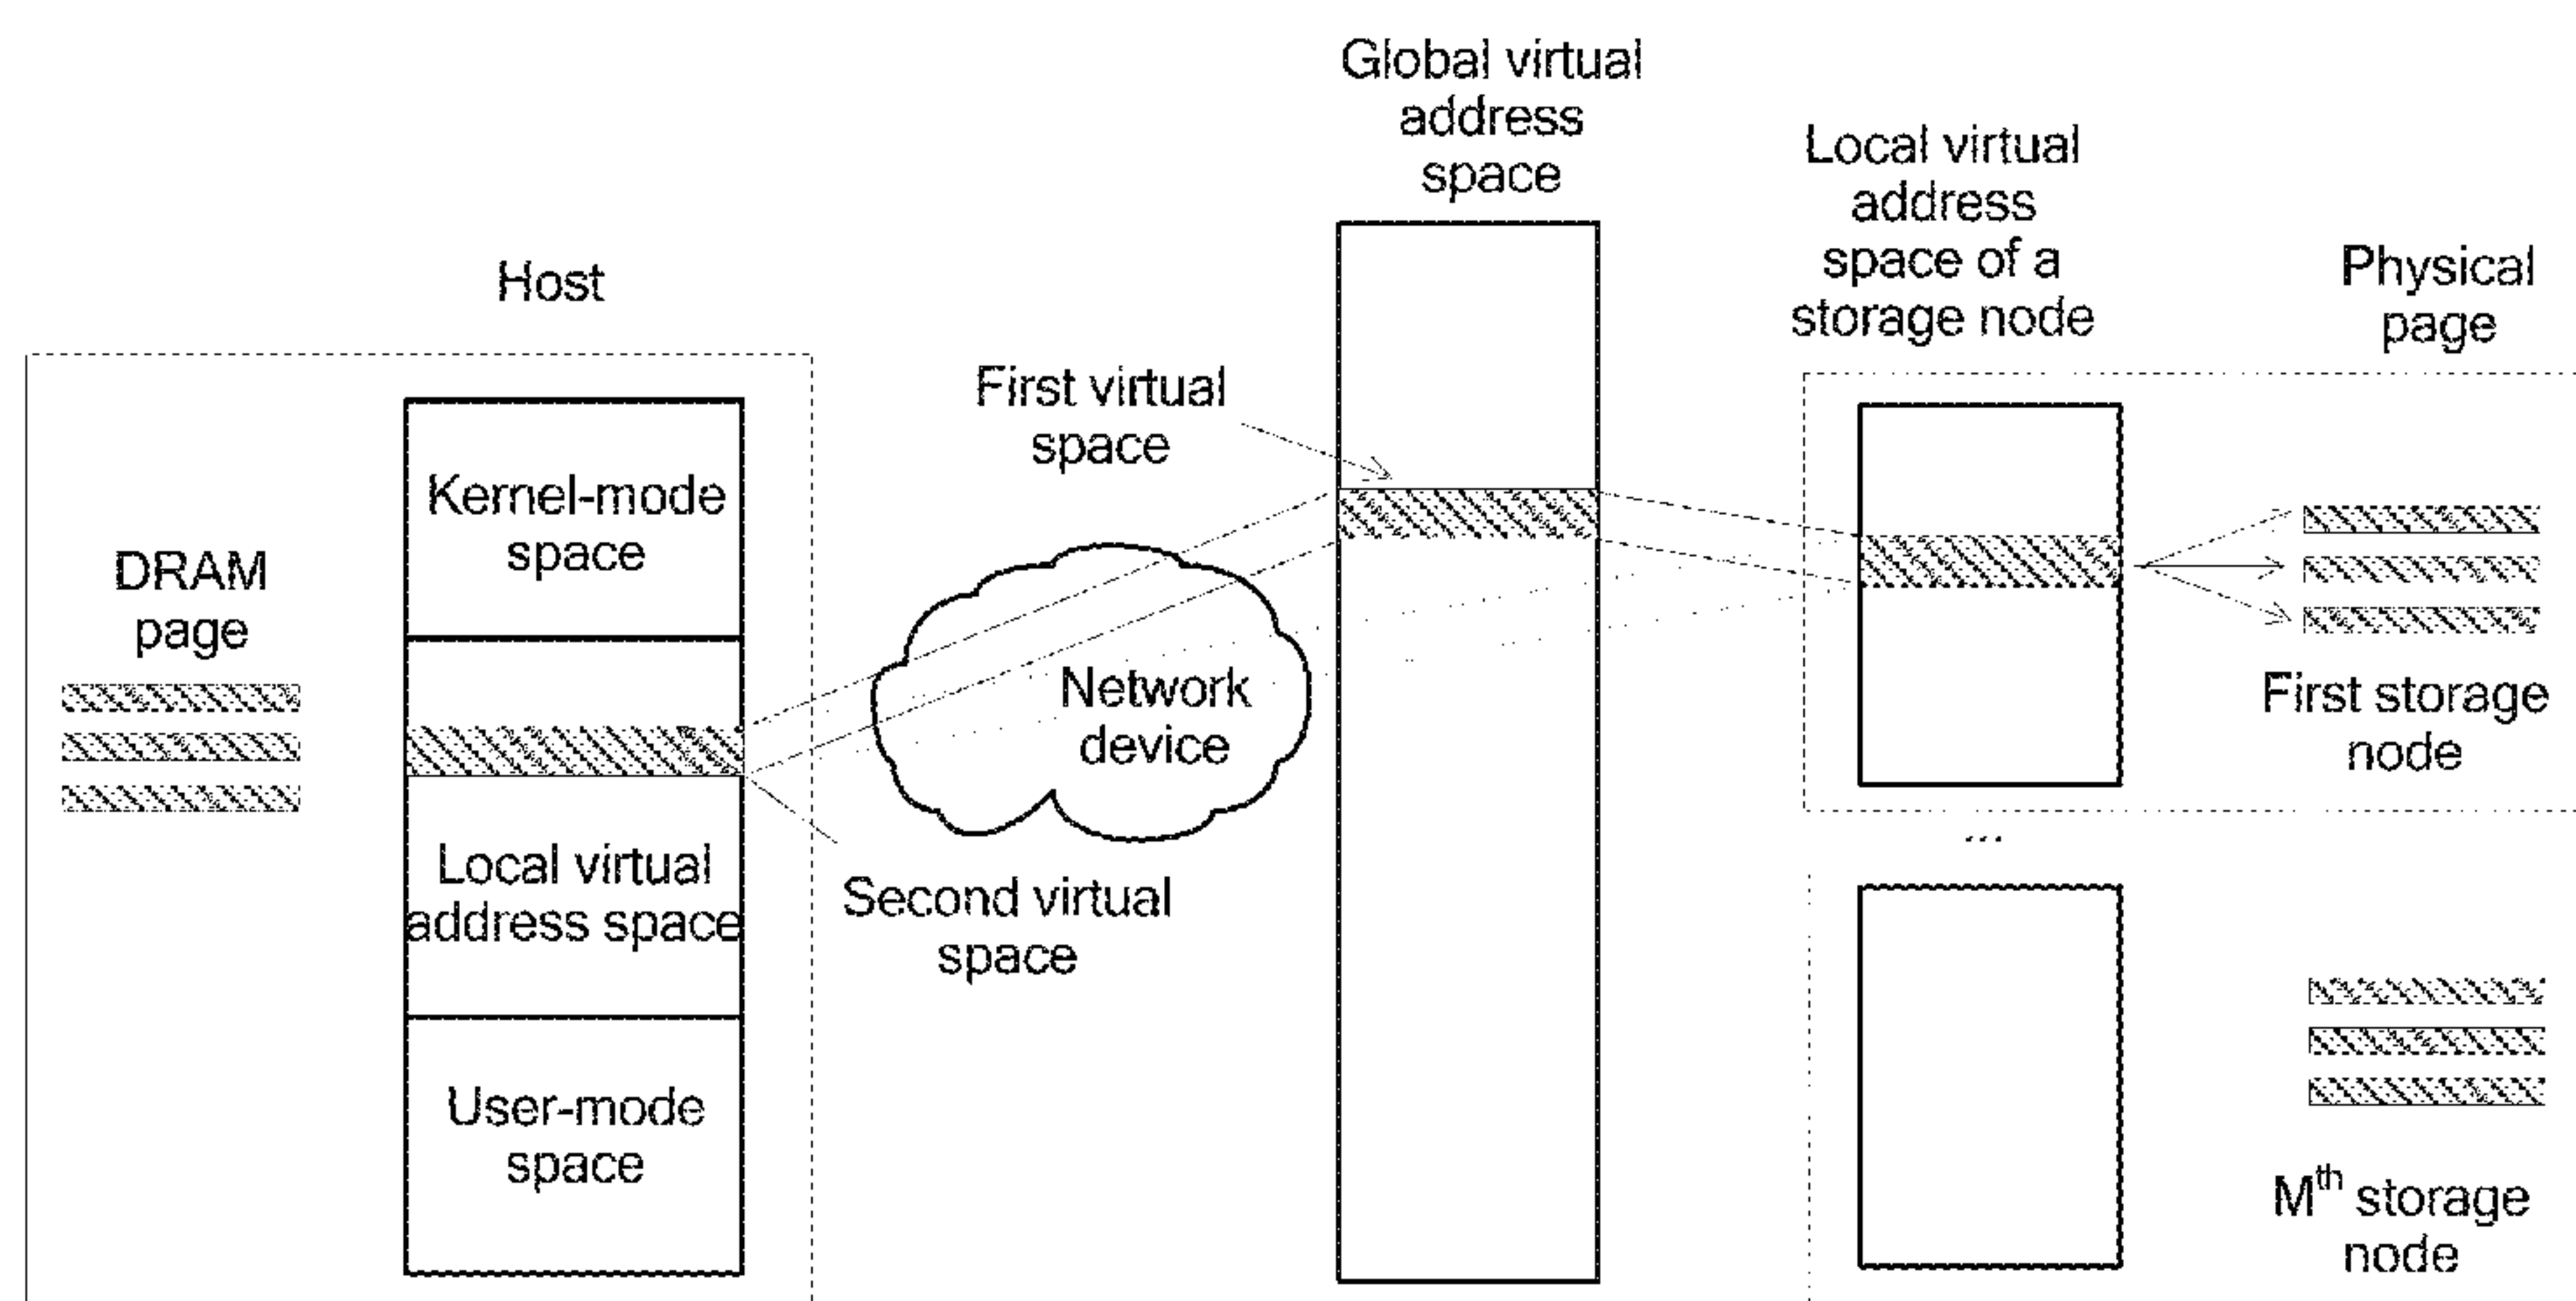 Global virtual
address
space
Local virtual
address
space of a
storage node
Physical
page
Host
First virtual
space
Kernel-mode
space
DRAM
page
Network
device
First storage
node
...
Local virtual
address space
Second virtual
space
User-mode
space
Mth storage
node